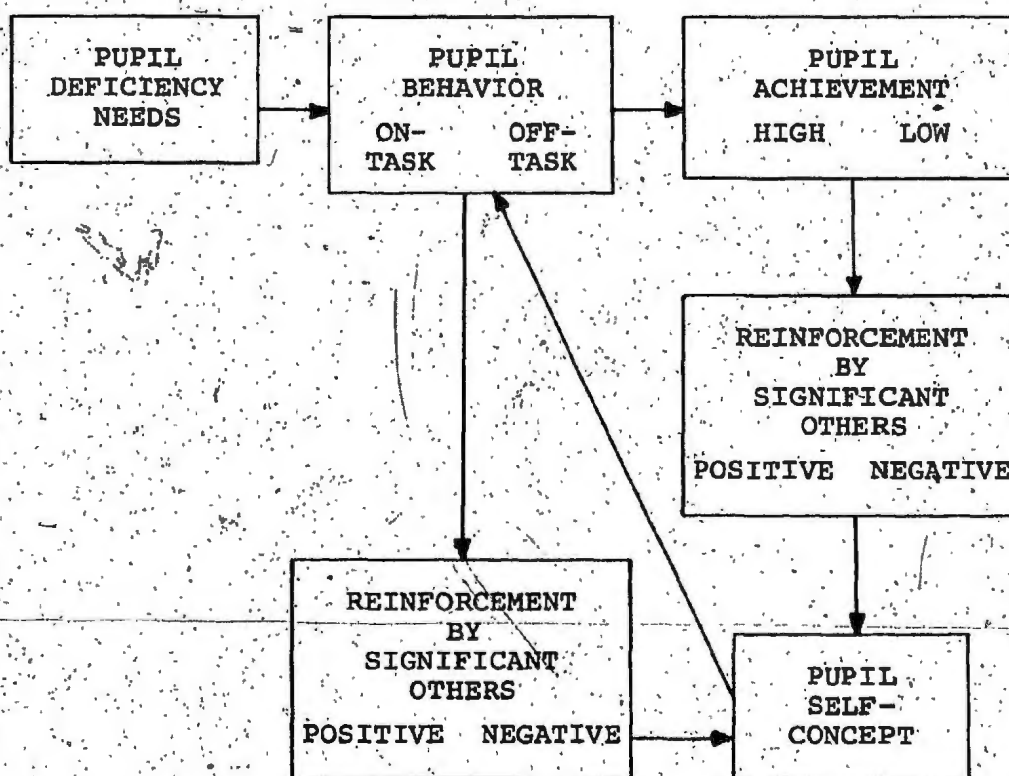 PUPIL
DEFICIENCY
NEEDS
PUPIL
BEHAVIOR
ON- OFF-
TASK TASK
PUPIL
ACHIEVEMENT
HIGH LOW
REINFORCEMENT
BY
SIGNIFICANT
OTHERS
POSITIVE NEGATIVE
REINFORCEMENT
BY
SIGNIFICANT
OTHERS
POSITIVE NEGATIVE
PUPIL
SELF-
CONCEPT